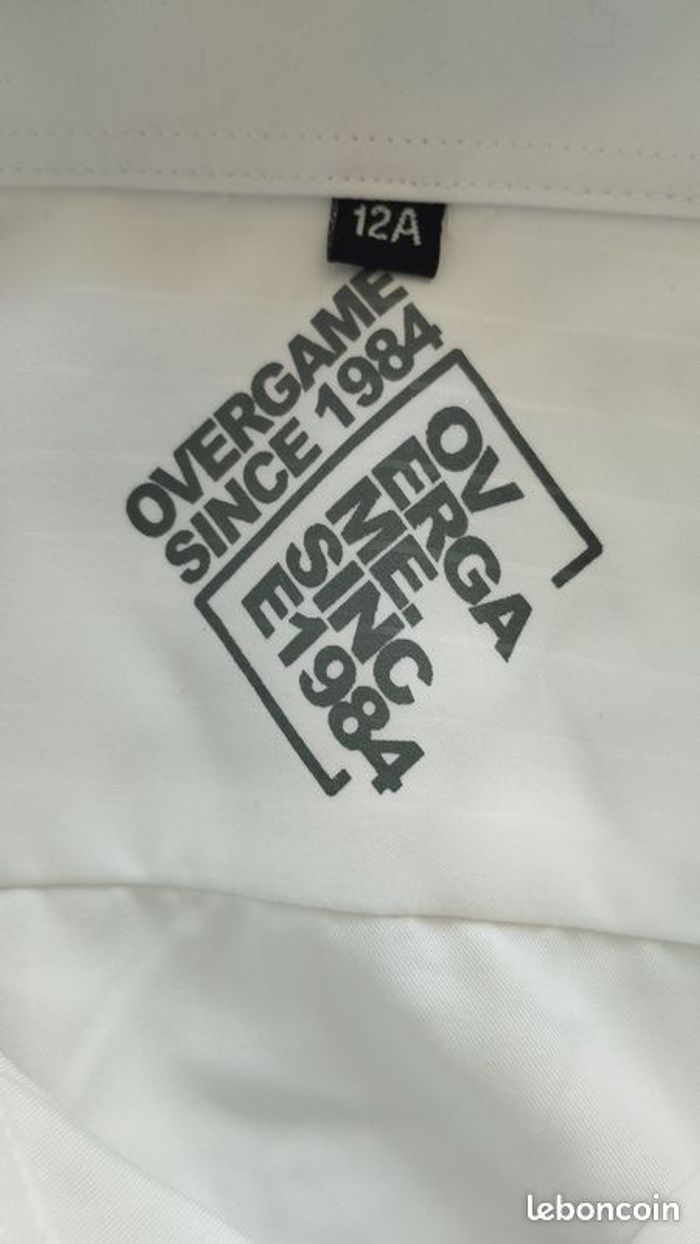 12A
OVERGAME
SINCE 1984
OV
ERGA
ME.
SINC
E1984
leboncoin